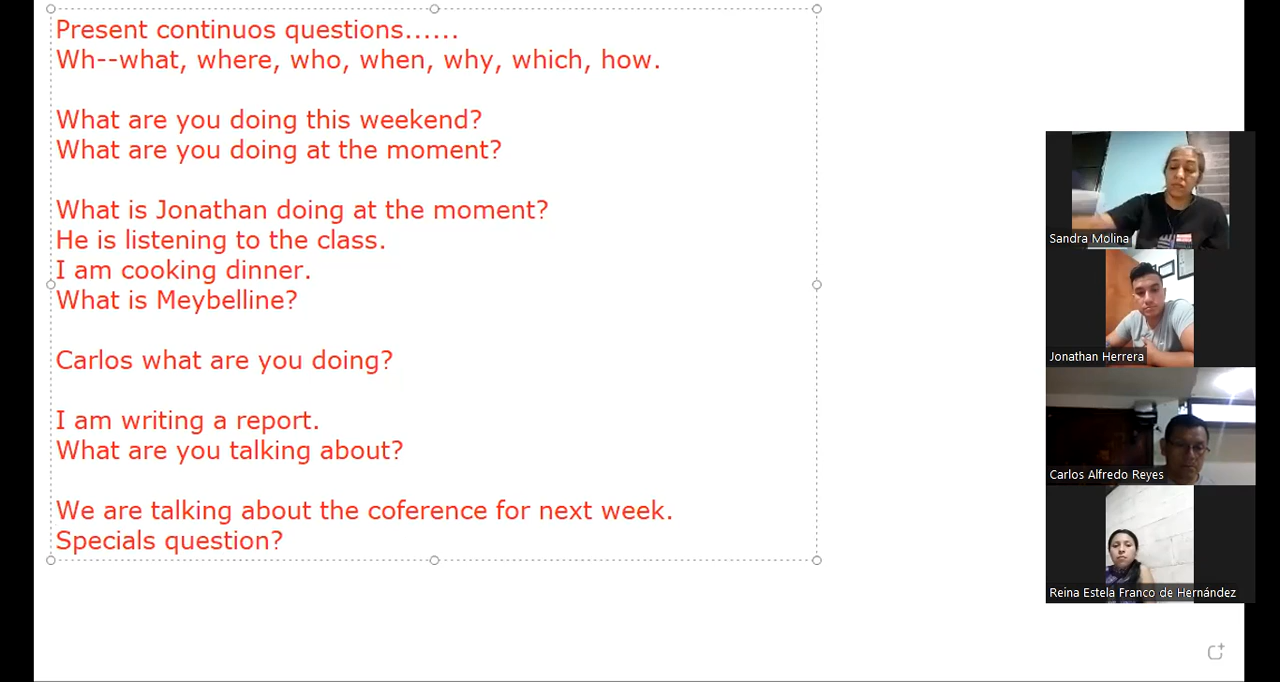 Present continuos questions......
Wh--what, where, who, when, why, which, how.
What are you doing this weekend?
What are you doing at the moment?
What is Jonathan doing at the moment?
He is listening to the class.
I am cooking dinner.
What is Meybelline?
Carlos what are you doing?
I am writing a report.
What are you talking about?
We are talking about the coference for next week.
Specials question?
Sandra Molina
Jonathan Herrera
Carlos Alfredo Reyes
Reina Estela Franco de Hernández